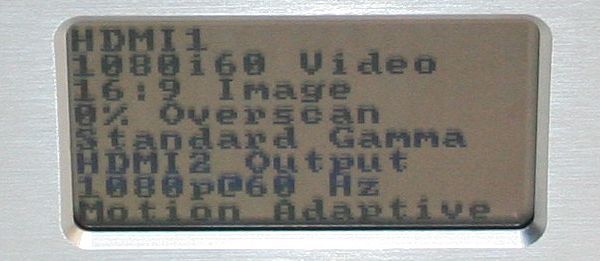 HDMI1
1080i60 Video
16:9 Image
0% Overscan
Standard Gamma
HDMI2 Output
1080p@60 Hz
Motion Adaptive